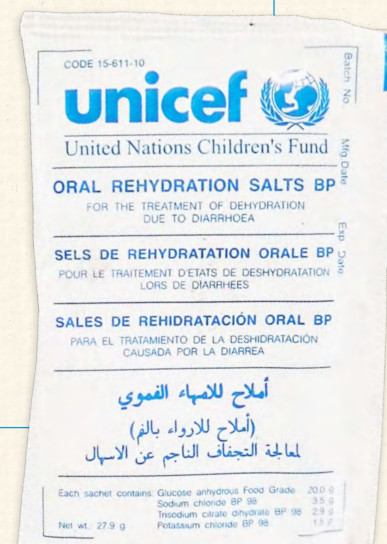 CODE 15-611-10
unicef
United Nations Children's Fund
ORAL REHYDRATION SALTS BP
FOR THE TREATMENT OF DEHYDRATION
DUE TO DIARRHOEA
SELS DE REHYDRATATION ORALE BP
POUR LE TRAITEMENT D'ETATS DE DESHYDRATATION
LORS DE DIARRHEES
SALES DE REHIDRATACIÓN ORAL BP
PARA EL TRATAMIENTO DE LA DESHIDRATACIÓN
CAUSADA POR LA DIARREA
أملاح للامهاء الفموي
(أملاح للارواء بالفم)
لمعالجة التجفاف الناجم عن الاسهال
Each sachet contains: Glucose anhydrous Food Grade 20.0 g
Sodium chloride BP 98 3.5 g
Trisodium citrate dihydrate BP 98 2.9 g
Net wt.: 27.9 g Potassium chloride BP 98 1.5 g
Batch No.
Mfg.Date
Exp. Date